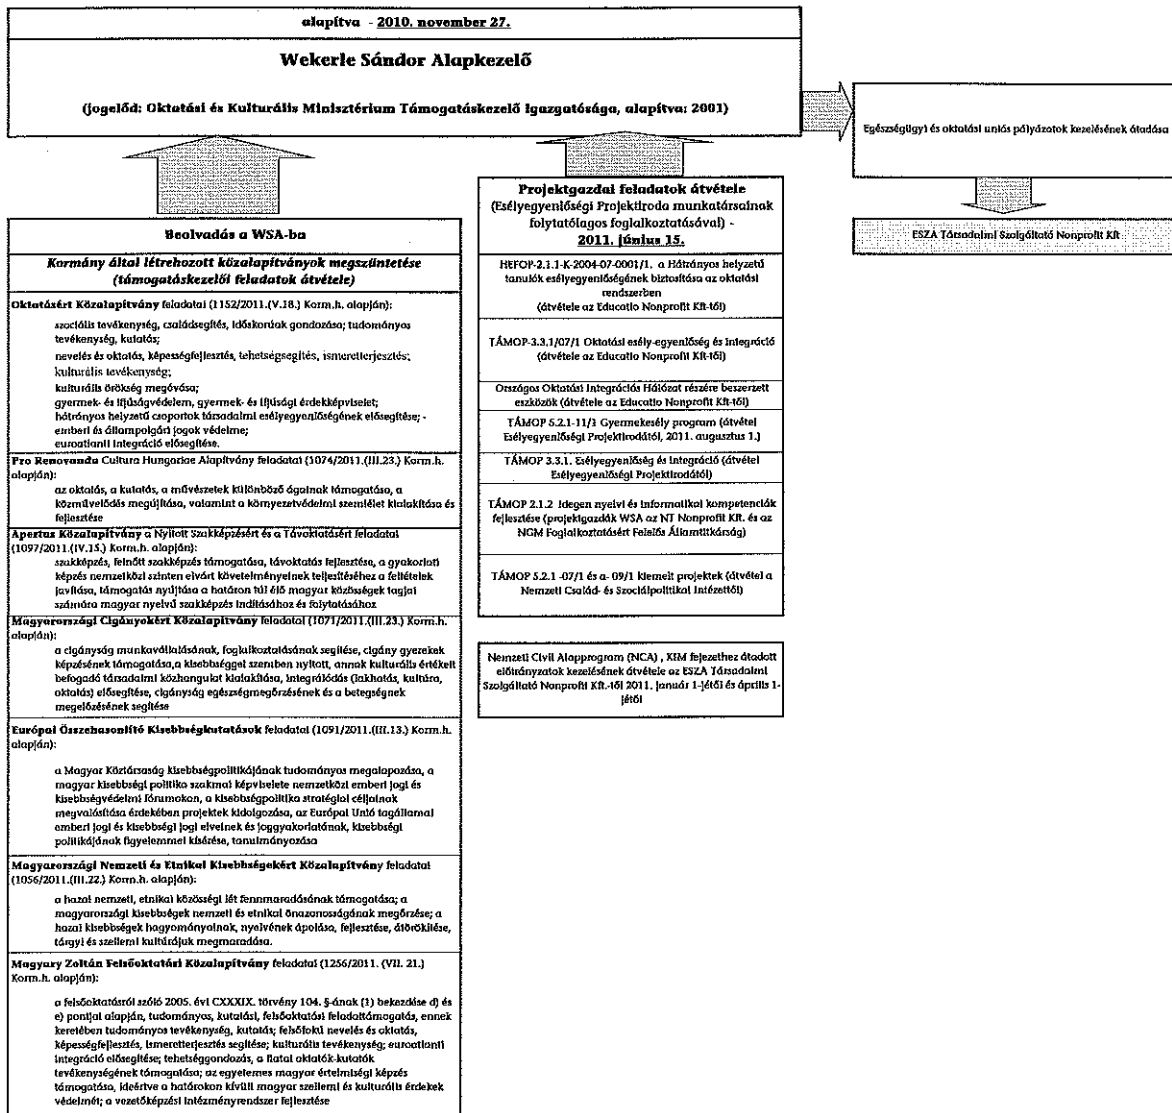 alapítva - 2010. november 27.
Wekerle Sándor Alapkezelő
(jogelőd: Oktatási és Kulturális Minisztérium Támogatáskezelő Igazgatósága, alapítva: 2001)
Egészségügyi és oktatási uniós pályázatok kezelésének átadása
ESZA Társadalmi Szolgáltató Nonprofit Kft
Beolvadás a WSA-ba
Kormány által létrehozott közalapítványok megszüntetése
(támogatáskezelői feladatok átvétele)
Oktatásért Közalapítvány feladatai (1152/2011.(V.18.) Korm.h. alapján):
szociális tevékenység, családsegítés, időskorúak gondozása; tudományos
tevékenység, kutatás;
nevelés és oktatás, képességfejlesztés, tehetségsegítés, ismeretterjesztés;
kulturális tevékenység;
kulturális örökség megóvása;
gyermek- és ifjúságvédelem, gyermek- és ifjúsági érdekképviselet;
hátrányos helyzetű csoportok társadalmi esélyegyenlőségének elősegítése; -
emberi és állampolgári jogok védelme;
euroatlanti integráció elősegítése.
Pro Renovanda Cultura Hungariae Alapítvány feladatai (1074/2011.(III.23.) Korm.h.
alapján):
az oktatás, a kutatás, a művészetek különböző ágainak támogatása, a
közművelődés megújítása, valamint a környezetvédelmi szemlélet kialakítása és
fejlesztése
Apertus Közalapítvány a Nyitott Szakképzésért és a Távoktatásért feladatai
(1097/2011.(IV.15.) Korm.h. alapján):
szakképzés, felnőtt szakképzés támogatása, távoktatás fejlesztése, a gyakorlati
képzés nemzetközi szinten elvárt követelményeinek teljesítéséhez a feltételek
javítása, támogatás nyújtása a határon túl élő magyar közösségek tagjai
számára magyar nyelvű szakképzés indításához és folytatásához
Magyarországi Cigányokért Közalapítvány feladatai (1071/2011.(III.23.) Korm.h.
alapján):
a cigányság munkavállalásának, foglalkoztatásának segítése, cigány gyerekek
képzésének támogatása,a kisebbséggel szemben nyitott, annak kulturális értékeit
befogadó társadalmi közhangulat kialakítása, integrálódás (lakhatás, kultúra,
oktatás) elősegítése, cigányság egészségmegőrzésének és a betegségnek
megelőzésének segítése
Európai Összehasonlító Kisebbségkutatások feladatai (1091/2011.(III.13.) Korm.h.
alapján):
a Magyar Köztársaság kisebbségpolitikájának tudományos megalapozása, a
magyar kisebbségi politika szakmai képviselete nemzetközi emberi jogi és
kisebbségvédelmi fórumokon, a kisebbségpolitika stratégiai céljainak
megvalósítása érdekében projektek kidolgozása, az Európai Unió tagállamai
emberi jogi és kisebbségi jogi elveinek és joggyakorlatának, kisebbségi
politikájának figyelemmel kísérése, tanulmányozása
Magyarországi Nemzeti és Etnikai Kisebbségekért Közalapítvány feladatai
(1056/2011.(III.22.) Korm.h. alapján):
a hazai nemzeti, etnikai közösségi lét fennmaradásának támogatása; a
magyarországi kisebbségek nemzeti és etnikai önazonosságának megőrzése; a
hazai kisebbségek hagyományainak, nyelvének ápolása, fejlesztése, átörökítése,
tárgyi és szellemi kultúrájuk megmaradása.
Magyary Zoltán Felsőoktatási Közalapítvány feladatai (1256/2011. (VII. 21.)
Korm.h. alapján):
a felsőoktatásról szóló 2005. évi CXXXIX. törvény 104. §-ának (1) bekezdése d) és
e) pontjai alapján, tudományos, kutatási, felsőoktatási feladattámogatás, ennek
keretében tudományos tevékenység, kutatás; felsőfokú nevelés és oktatás,
képességfejlesztés, ismeretterjesztés segítése; kulturális tevékenység; euroatlanti
integráció elősegítése; tehetséggondozás, a fiatal oktatók-kutatók
tevékenységének támogatása; az egyetemes magyar értelmiségi képzés
támogatása, ideértve a határokon kívüli magyar szellemi és kulturális érdekek
védelmét; a vezetőképzési intézményrendszer fejlesztése
Projektgazdai feladatok átvétele
(Esélyegyenlőségi Projektiroda munkatársainak
folytatólagos foglalkoztatásával) -
2011. június 15.
HEFOP-2.1.1-K-2004-07-0001/1. a Hátrányos helyzetű
tanulók esélyegyenlőségének biztosítása az oktatási
rendszerben
(átvétele az Educatio Nonprofit Kft-től)
TÁMOP-3.3.1/07/1 Oktatási esély-egyenlőség és integráció
(átvétele az Educatio Nonprofit Kft-től)
Országos Oktatási Integrációs Hálózat részére beszerzett
eszközök (átvétele az Educatio Nonprofit Kft-től)
TÁMOP 5.2.1-11/1 Gyermekesély program (átvétel
Esélyegyenlőségi Projektirodától, 2011. augusztus 1.)
TÁMOP 3.3.1. Esélyegyenlőség és integráció (átvétel
Esélyegyenlőségi Projektirodától)
TÁMOP 2.1.2 Idegen nyelvi és informatikai kompetenciák
fejlesztése (projektgazdák WSA az NT Nonprofit Kft. és az
NGM Foglalkoztatásért Felelős Államtitkárság)
TÁMOP 5.2.1 -07/1 és a- 09/1 kiemelt projektek (átvétel a
Nemzeti Család- és Szociálpolitikai Intézettől)
Nemzeti Civil Alapprogram (NCA) , KIM fejezethez átadott
előirányzatok kezelésének átvétele az ESZA Társadalmi
Szolgáltató Nonprofit Kft.-től 2011. január 1-jétől és április 1-
jétől